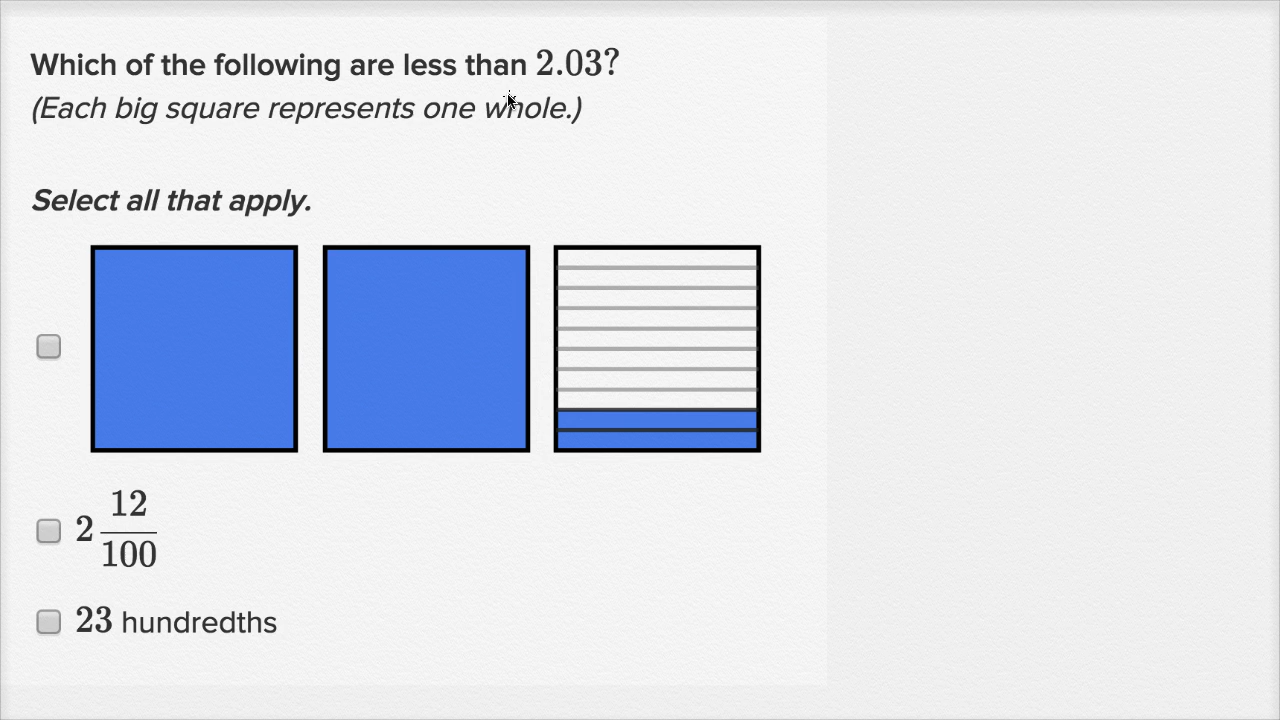 Which of the following are less than 2.03?
(Each big square represents one whole.)
Select all that apply.
2 12/100
23 hundredths